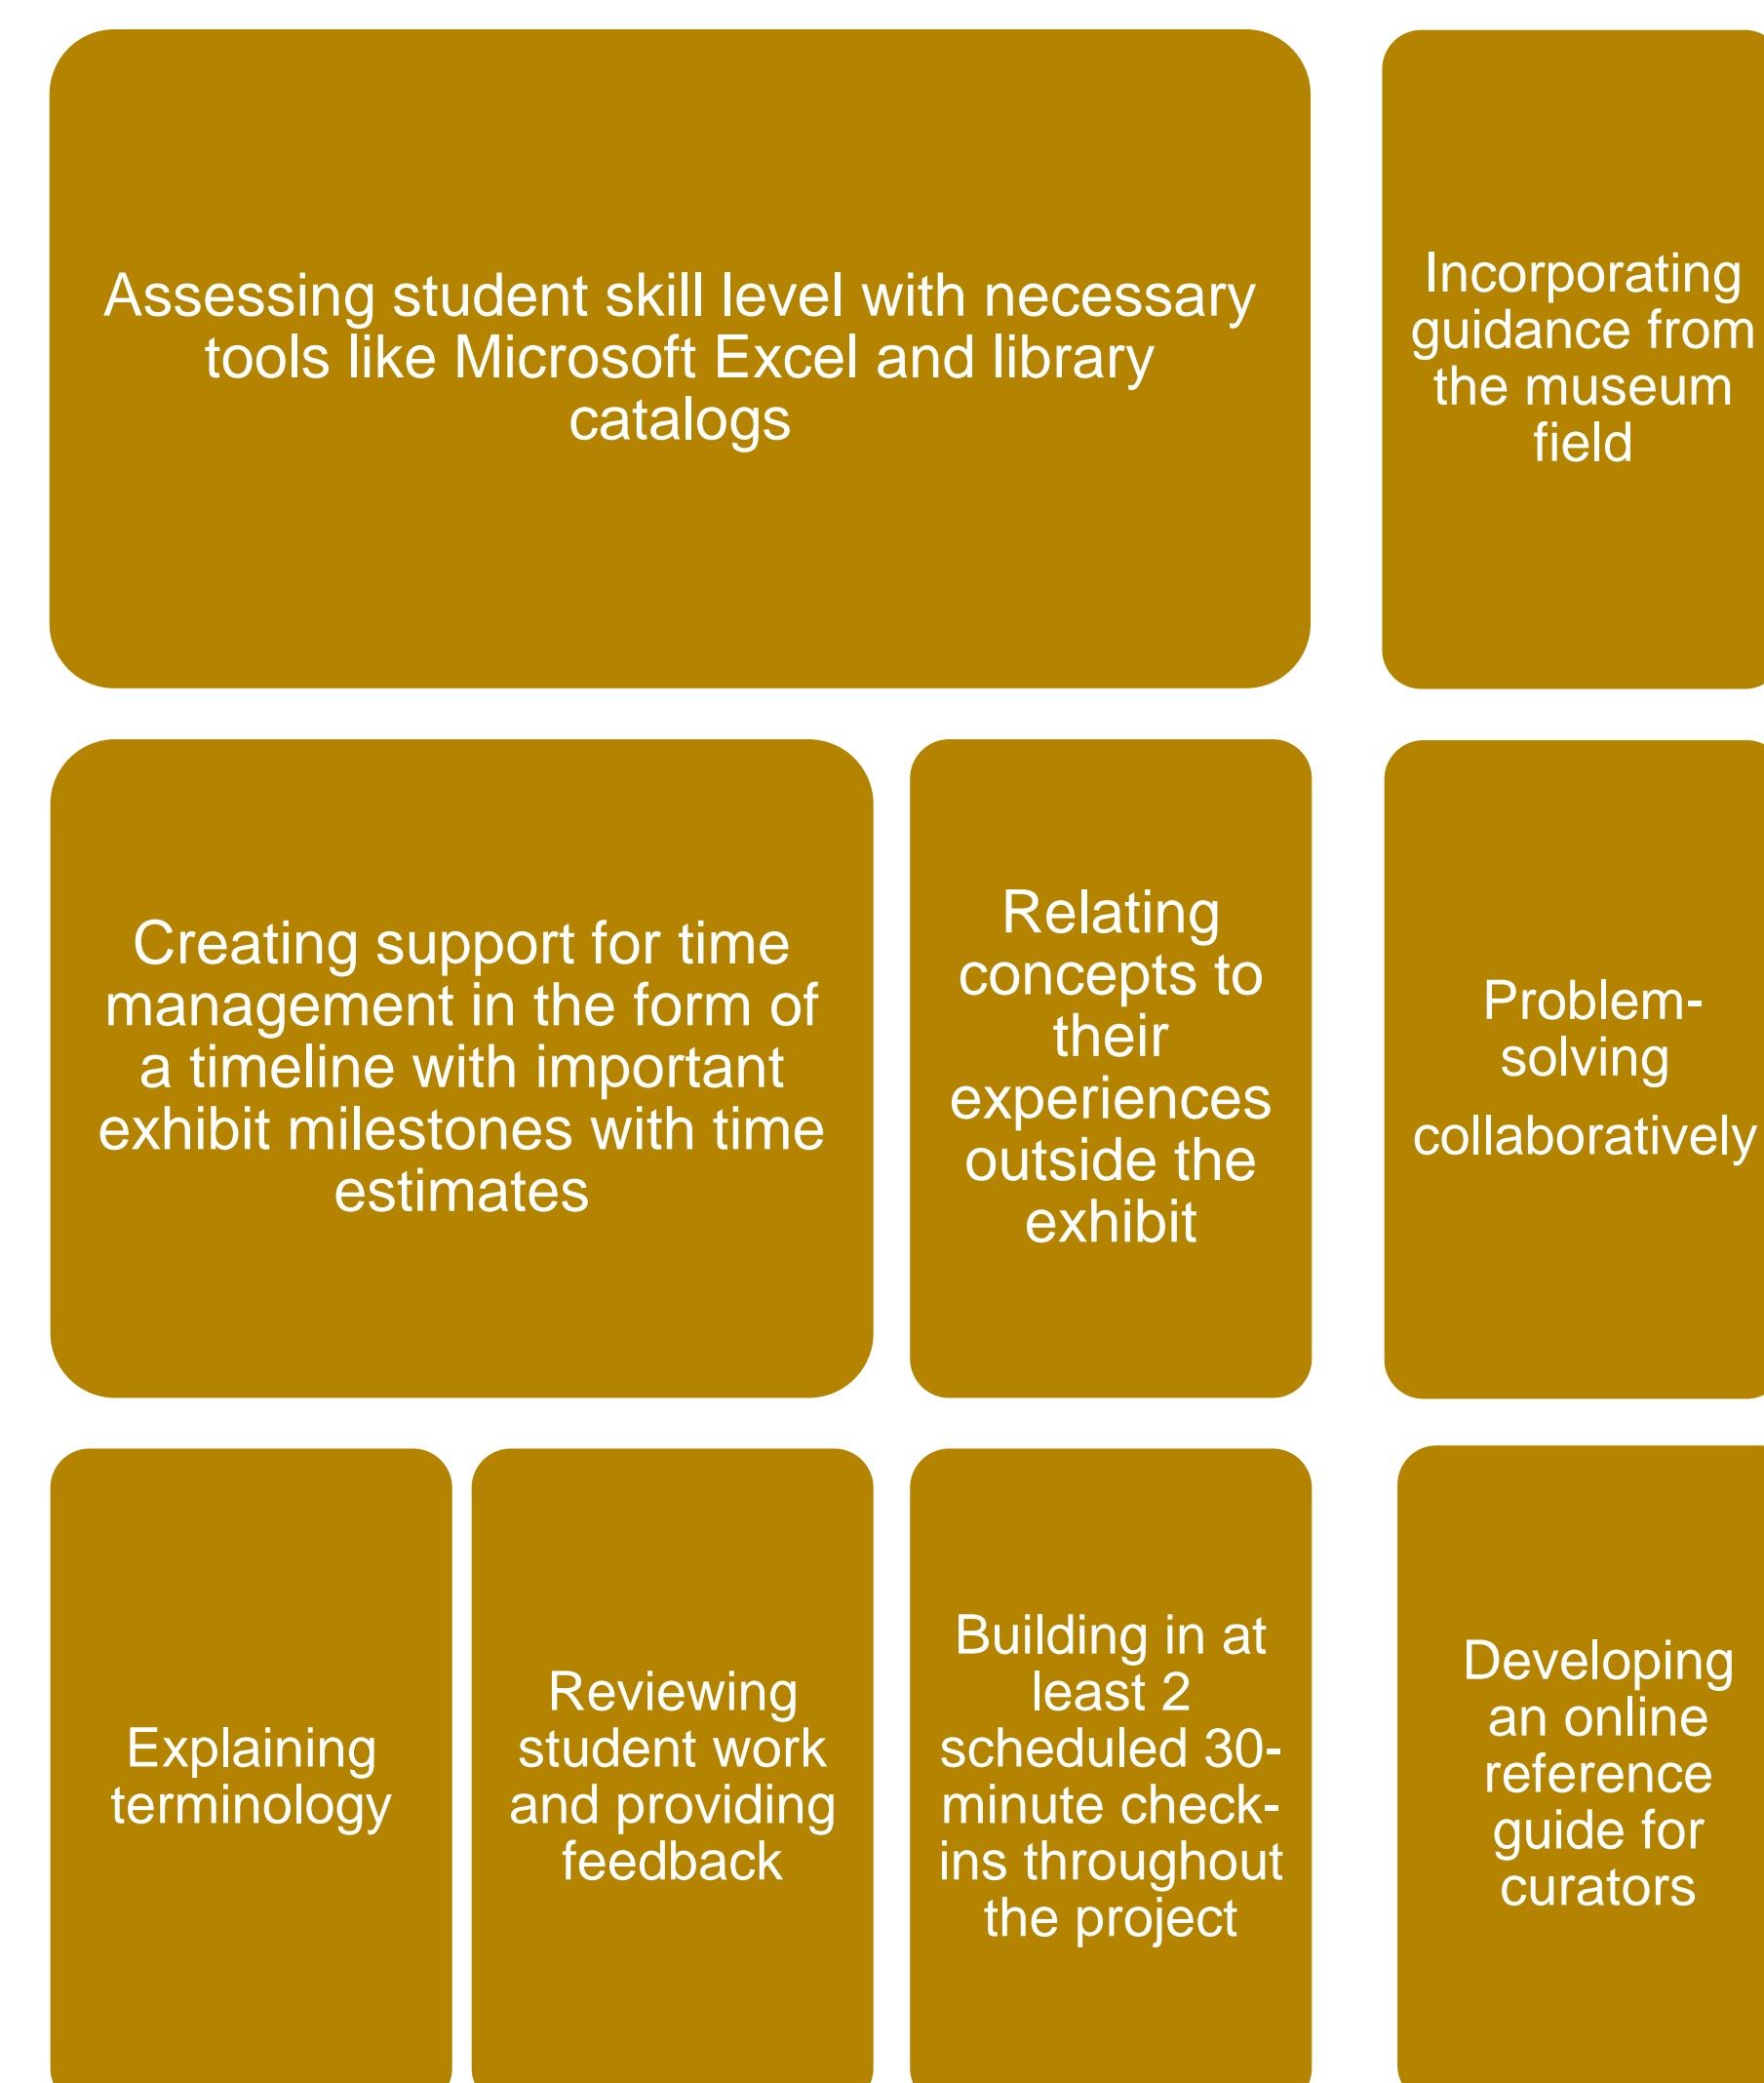 Assessing student skill level with necessary
tools like Microsoft Excel and library
catalogs
Incorporating
guidance from
the museum
field
Creating support for time
management in the form of
a timeline with important
exhibit milestones with time
estimates
Relating
concepts to
their
experiences
outside the
exhibit
Problem-
solving
collaboratively
Explaining
terminology
Reviewing
student work
and providing
feedback
Building in at
least 2
scheduled 30-
minute check-
ins throughout
the project
Developing
an online
reference
guide for
curators